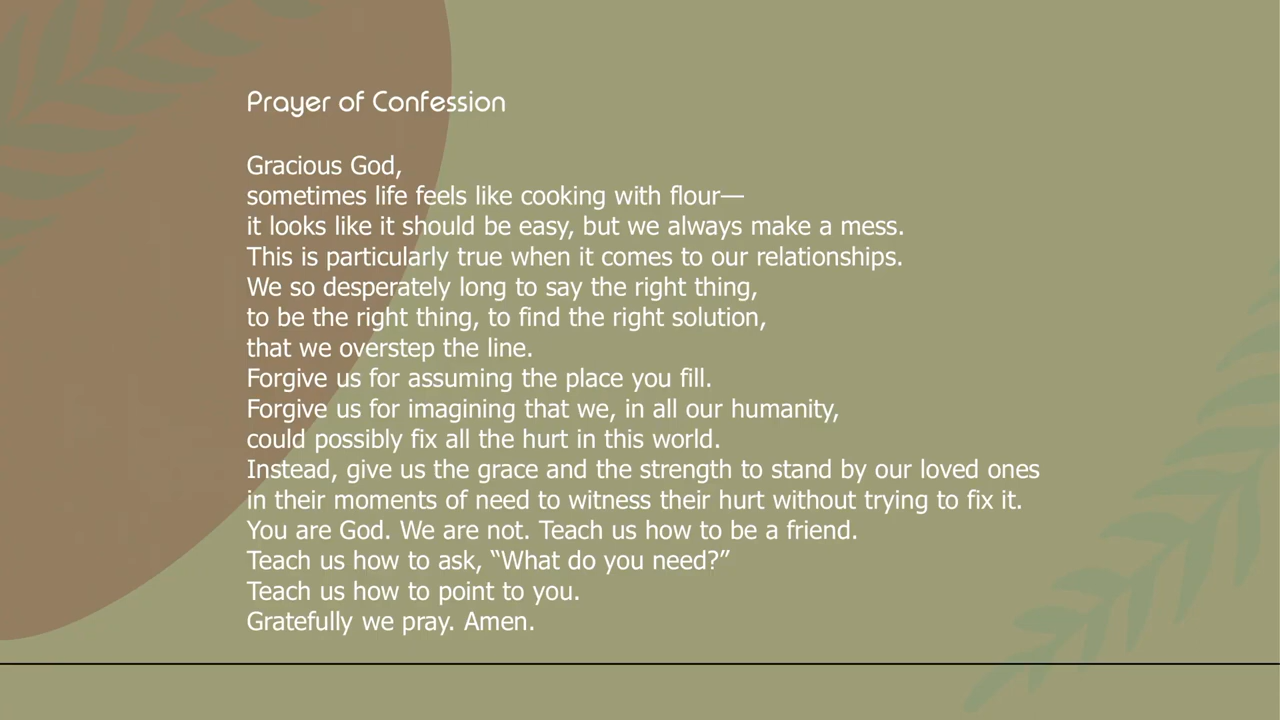 Prayer of Confession
Gracious God,
sometimes life feels like cooking with flour—
it looks like it should be easy, but we always make a mess.
This is particularly true when it comes to our relationships.
We so desperately long to say the right thing,
to be the right thing, to find the right solution,
that we overstep the line.
Forgive us for assuming the place you fill.
Forgive us for imagining that we, in all our humanity,
could possibly fix all the hurt in this world.
Instead, give us the grace and the strength to stand by our loved ones
in their moments of need to witness their hurt without trying to fix it.
You are God. We are not. Teach us how to be a friend.
Teach us how to ask, “What do you need?”
Teach us how to point to you.
Gratefully we pray. Amen.